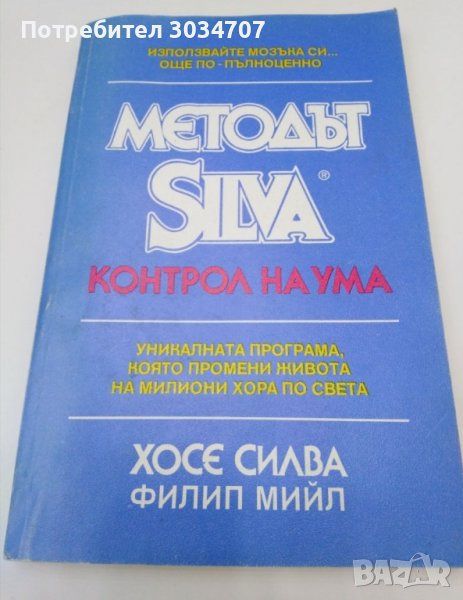 Потребител 3034707
ИЗПОЛЗВАЙТЕ МОЗЪКА СИ...
ОЩЕ ПО - ПЪЛНОЦЕННО
МЕТОДЪТ
SILVA®
КОНТРОЛ НА УМА
УНИКАЛНАТА ПРОГРАМА,
КОЯТО ПРОМЕНИ ЖИВОТА
НА МИЛИОНИ ХОРА ПО СВЕТА
ХОСЕ СИЛВА
ФИЛИП МИЙЛ
BAZAR